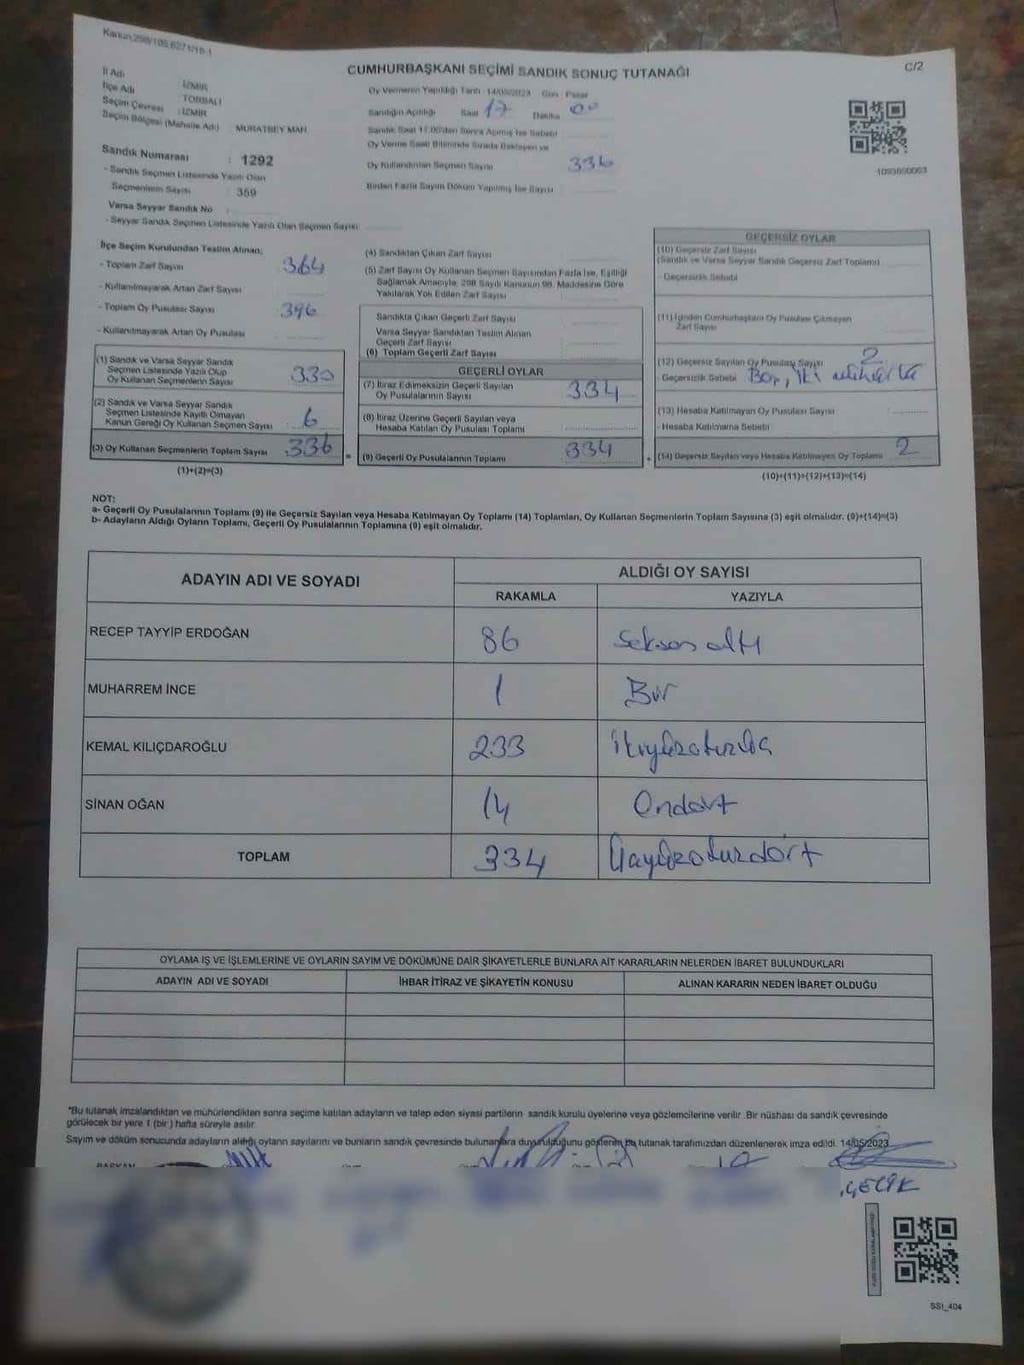 Kanun,298/105,6271/18-1
CUMHURBAŞKANI SEÇİMİ SANDIK SONUÇ TUTANAĞI
C/2
İl Adı : İZMİR
İlçe Adı : TORBALI
Seçim Çevresi : İZMİR
Seçim Bölgesi (Mahalle Adı) : MURATBEY MAH
Sandık Numarası : 1292
- Sandık Seçmen Listesinde Yazılı Olan
Seçmenlerin Sayısı : 359
Varsa Seyyar Sandık No :
- Seyyar Sandık Seçmen Listesinde Yazılı Olan Seçmen Sayısı
Oy Vermenin Yapıldığı Tarih : 14/05/2023 Gün : Pazar
Sandığın Açıldığı Saat 17 Dakika 00
Sandık Saat 17.00'den Sonra Açılmış İse Sebebi
Oy Verme Saati Bitiminde Sırada Bekleyen ve
Oy Kullandırılan Seçmen Sayısı 336
Birden Fazla Sayım Döküm Yapılmış İse Sayısı
1093650003
İlçe Seçim Kurulundan Teslim Alınan;
- Toplam Zarf Sayısı 364
- Kullanılmayarak Artan Zarf Sayısı
- Toplam Oy Pusulası Sayısı 396
- Kullanılmayarak Artan Oy Pusulası
(1) Sandık ve Varsa Seyyar Sandık
Seçmen Listesinde Yazılı Olup
Oy Kullanan Seçmenlerin Sayısı 330
(2) Sandık ve Varsa Seyyar Sandık
Seçmen Listesinde Kayıtlı Olmayan
Kanun Gereği Oy Kullanan Seçmen Sayısı 6
(3) Oy Kullanan Seçmenlerin Toplam Sayısı 336
(1)+(2)=(3)
(4) Sandıktan Çıkan Zarf Sayısı
(5) Zarf Sayısı Oy Kullanan Seçmen Sayısından Fazla İse, Eşitliği
Sağlamak Amacıyla, 298 Sayılı Kanunun 98. Maddesine Göre
Yakılarak Yok Edilen Zarf Sayısı
Sandıkta Çıkan Geçerli Zarf Sayısı
Varsa Seyyar Sandıktan Teslim Alınan
Geçerli Zarf Sayısı
(6) Toplam Geçerli Zarf Sayısı
GEÇERLİ OYLAR
(7) İtiraz Edilmeksizin Geçerli Sayılan
Oy Pusulalarının Sayısı 334
(8) İtiraz Üzerine Geçerli Sayılan veya
Hesaba Katılan Oy Pusulası Toplamı
(9) Geçerli Oy Pusulalarının Toplamı 334
GEÇERSİZ OYLAR
(10) Geçersiz Zarf Sayısı
(Sandık ve Varsa Seyyar Sandık Geçersiz Zarf Toplamı)
- Geçersizlik Sebebi
(11) İçinden Cumhurbaşkanı Oy Pusulası Çıkmayan
Zarf Sayısı
(12) Geçersiz Sayılan Oy Pusulası Sayısı 2
- Geçersizlik Sebebi Boş, iki
(13) Hesaba Katılmayan Oy Pusulası Sayısı
- Hesaba Katılmama Sebebi
(14) Geçersiz Sayılan veya Hesaba Katılmayan Oy Toplamı 2
(10)+(11)+(12)+(13)=(14)
NOT:
a- Geçerli Oy Pusulalarının Toplamı (9) ile Geçersiz Sayılan veya Hesaba Katılmayan Oy Toplamı (14) Toplamları, Oy Kullanan Seçmenlerin Toplam Sayısına (3) eşit olmalıdır. (9)+(14)=(3)
b- Adayların Aldığı Oyların Toplamı, Geçerli Oy Pusulalarının Toplamına (9) eşit olmalıdır.
ADAYIN ADI VE SOYADI
ALDIĞI OY SAYISI
RAKAMLA YAZIYLA
RECEP TAYYİP ERDOĞAN 86 Seksen altı
MUHARREM İNCE 1 Bir
KEMAL KILIÇDAROĞLU 233 İkiyüzotuzüç
SİNAN OĞAN 14 Ondört
TOPLAM 334 Üçyüzotuzdört
OYLAMA İŞ VE İŞLEMLERİNE VE OYLARIN SAYIM VE DÖKÜMÜNE DAİR ŞİKAYETLERLE BUNLARA AİT KARARLARIN NELERDEN İBARET BULUNDUKLARI
ADAYIN ADI VE SOYADI İHBAR İTİRAZ VE ŞİKAYETİN KONUSU ALINAN KARARIN NEDEN İBARET OLDUĞU
*Bu tutanak imzalandıktan ve mühürlendikten sonra seçime katılan adayların ve talep eden siyasi partilerin sandık kurulu üyelerine veya gözlemcilerine verilir. Bir nüshası da sandık çevresinde
görülecek bir yere 1 (bir) hafta süreyle asılır.
Sayım ve döküm sonucunda adayların aldığı oyların sayılarını ve bunların sandık çevresinde bulunanlara duyurulduğunu gösterim bu tutanak tarafımızdan düzenlenerek imza edildi. 14/05/2023
BAŞKAN
ÇELİK
SSI_404